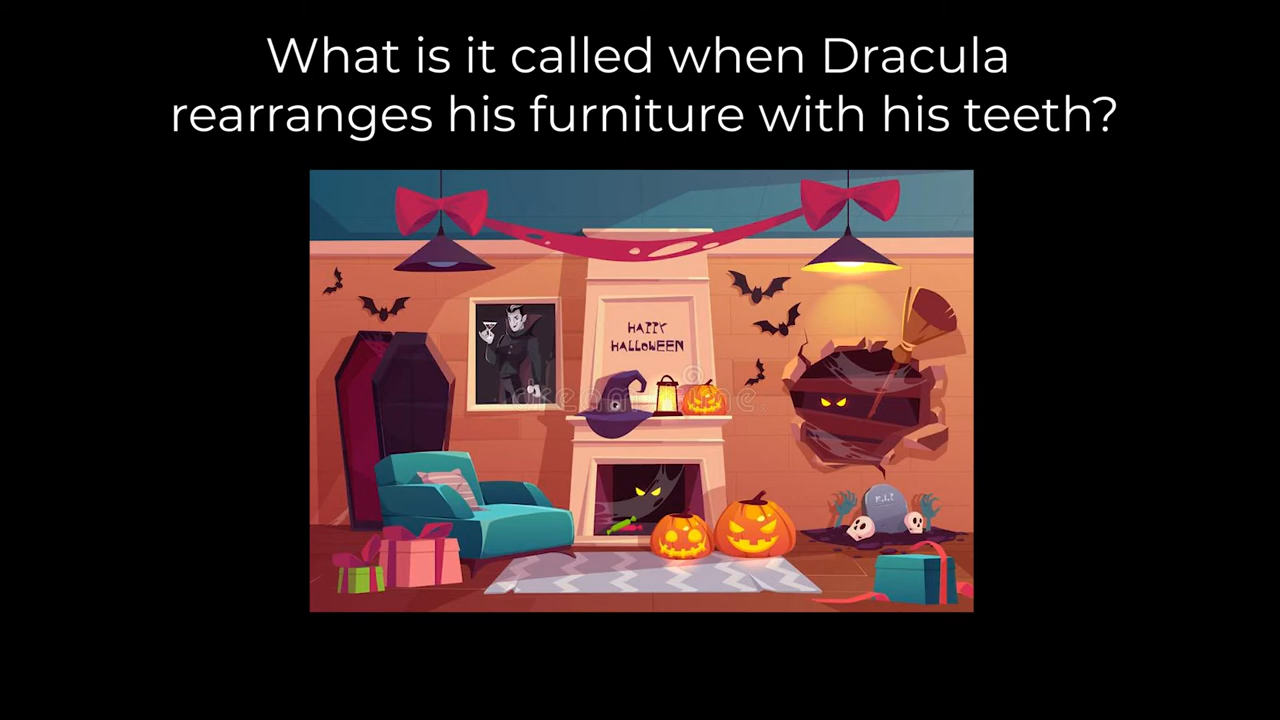 What is it called when Dracula
rearranges his furniture with his teeth?
HAPPY
HALLOWEEN
R.I.P